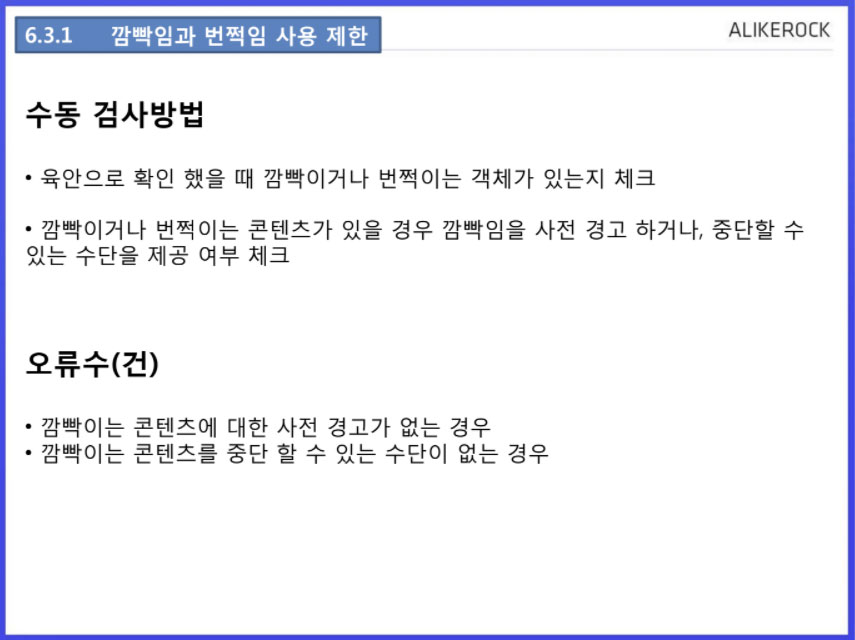 6.3.1 깜빡임과 번쩍임 사용 제한
ALIKEROCK
수동 검사방법
• 육안으로 확인 했을 때 깜빡이거나 번쩍이는 객체가 있는지 체크
• 깜빡이거나 번쩍이는 콘텐츠가 있을 경우 깜빡임을 사전 경고 하거나, 중단할 수
있는 수단을 제공 여부 체크
오류수(건)
• 깜빡이는 콘텐츠에 대한 사전 경고가 없는 경우
• 깜빡이는 콘텐츠를 중단 할 수 있는 수단이 없는 경우